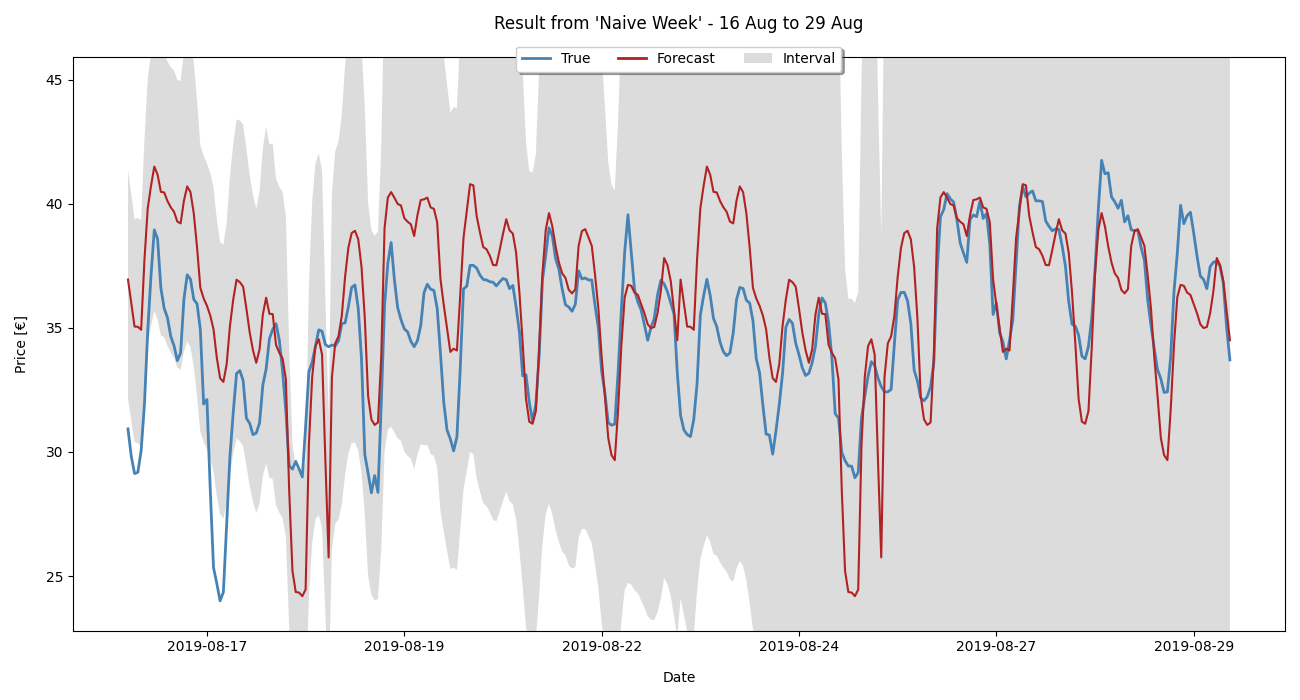 Result from 'Naive Week' - 16 Aug to 29 Aug
True Forecast Interval
45
40
35
30
25
Price [€]
2019-08-17 2019-08-19 2019-08-22 2019-08-24 2019-08-27 2019-08-29
Date